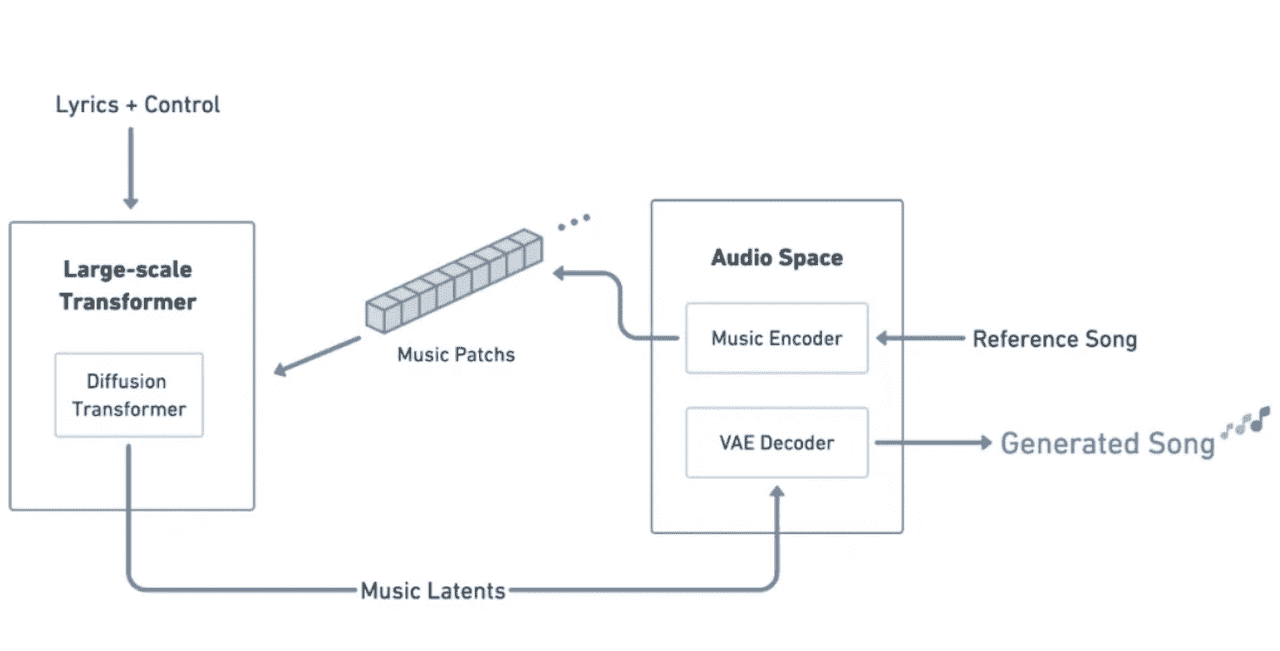 Lyrics + Control
Large-scale
Transformer
Diffusion
Transformer
Music Patchs
Audio Space
Music Encoder
Reference Song
VAE Decoder
Generated Song
Music Latents